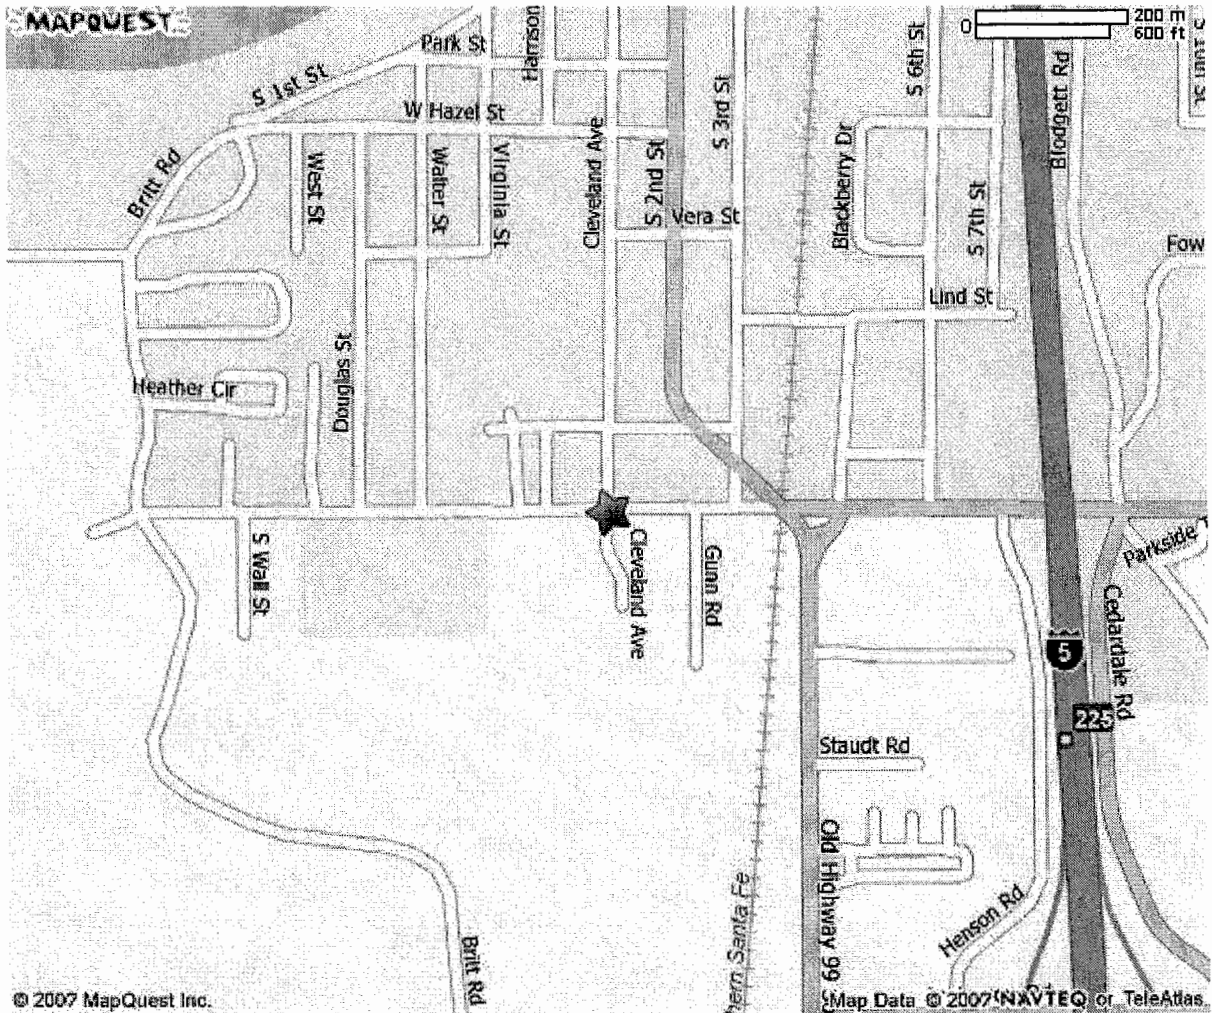 MAPQUEST
0
200 m
600 ft
Park St
Harrison
S 1st St
W Hazel St
S 3rd St
S 6th St
Blodgett Rd
S 10th St
Britt Rd
West St
Walter St
Virginia St
Cleveland Ave
S 2nd St
Vera St
Blackberry Dr
S 7th St
Fow
Lind St
Douglas St
Heather Cir
S Wall St
Cleveland Ave
Gunn Rd
Parkside
Cedardale Rd
5
225
Staudt Rd
Old Highway 99 S
Henson Rd
hern Santa Fe
Britt Rd
© 2007 MapQuest Inc.
Map Data © 2007 NAVTEQ or TeleAtlas